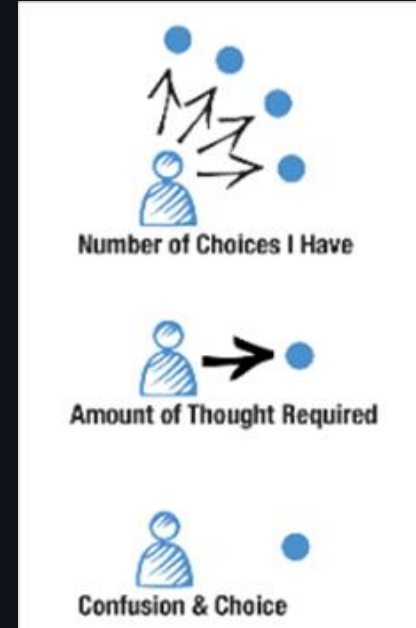 Number of Choices I Have
Amount of Thought Required
Confusion & Choice